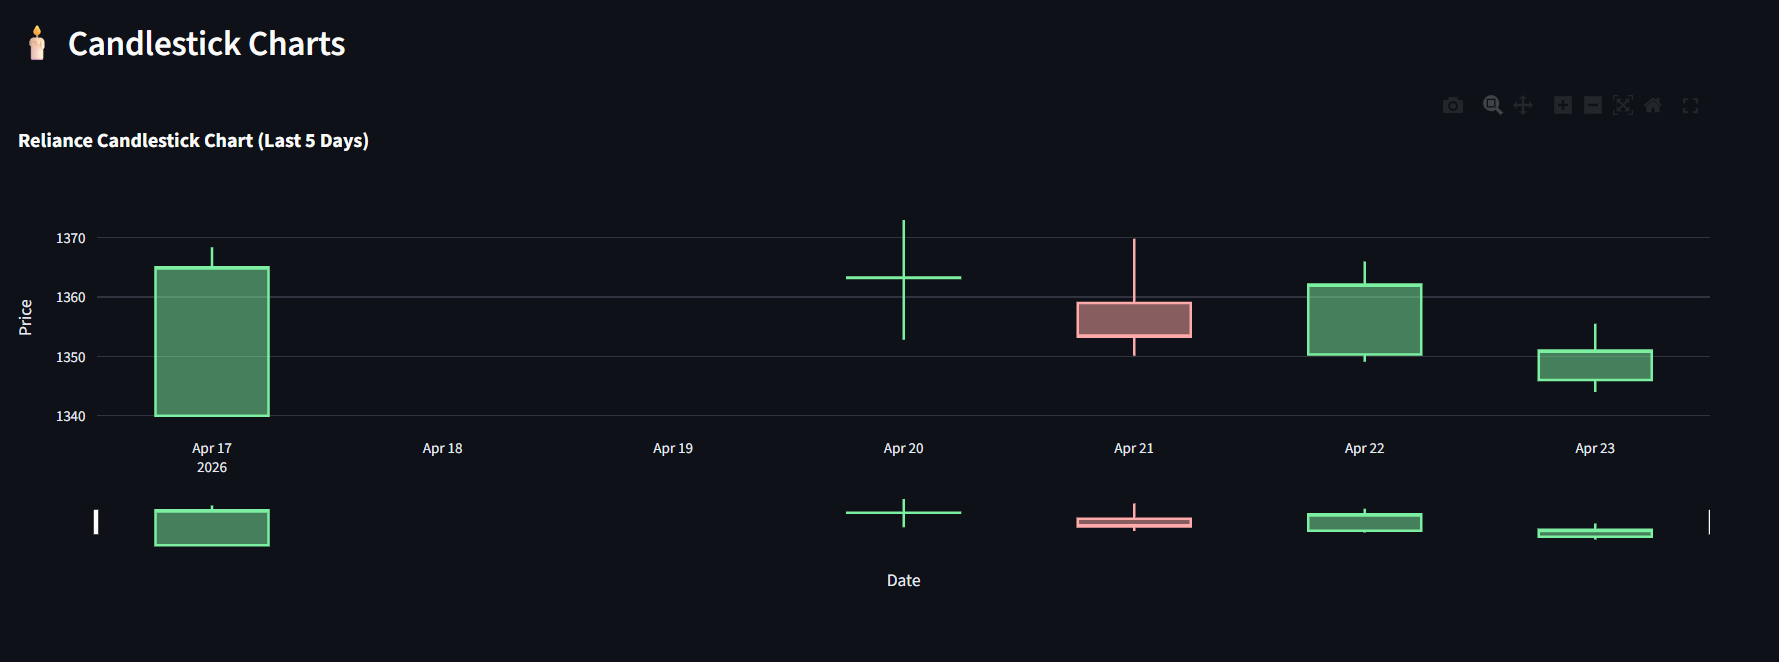 Candlestick Charts
Reliance Candlestick Chart (Last 5 Days)
Price
1370
1360
1350
1340
Apr 17 Apr 18 Apr 19 Apr 20 Apr 21 Apr 22 Apr 23
2026
Date